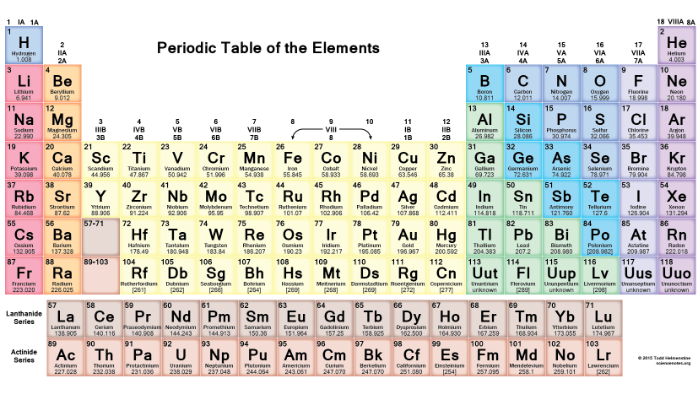 Periodic Table of the Elements
1 IA 1A
18 VIIIA 8A
1 2
H He
Hydrogen Helium
1.008 4.003
2 13 14 15 16 17
IIA IIIA IVA VA VIA VIIA
2A 3A 4A 5A 6A 7A
3 4 5 6 7 8 9 10
Li Be B C N O F Ne
Lithium Beryllium Boron Carbon Nitrogen Oxygen Fluorine Neon
6.941 9.012 10.811 12.011 14.007 15.999 18.998 20.180
11 12 13 14 15 16 17 18
Na Mg Al Si P S Cl Ar
Sodium Magnesium Aluminum Silicon Phosphorus Sulfur Chlorine Argon
22.990 24.305 26.982 28.086 30.974 32.066 35.453 39.948
3 4 5 6 7 8 9 10 11 12
IIIB IVB VB VIB VIIB VIII IB IIB
3B 4B 5B 6B 7B 8 1B 2B
19 20 21 22 23 24 25 26 27 28 29 30 31 32 33 34 35 36
K Ca Sc Ti V Cr Mn Fe Co Ni Cu Zn Ga Ge As Se Br Kr
Potassium Calcium Scandium Titanium Vanadium Chromium Manganese Iron Cobalt Nickel Copper Zinc Gallium Germanium Arsenic Selenium Bromine Krypton
39.098 40.078 44.956 47.867 50.942 51.996 54.938 55.845 58.933 58.693 63.546 65.38 69.723 72.631 74.922 78.971 79.904 84.798
37 38 39 40 41 42 43 44 45 46 47 48 49 50 51 52 53 54
Rb Sr Y Zr Nb Mo Tc Ru Rh Pd Ag Cd In Sn Sb Te I Xe
Rubidium Strontium Yttrium Zirconium Niobium Molybdenum Technetium Ruthenium Rhodium Palladium Silver Cadmium Indium Tin Antimony Tellurium Iodine Xenon
84.468 87.62 88.906 91.224 92.906 95.95 98.907 101.07 102.906 106.42 107.868 112.411 114.818 118.711 121.760 127.6 126.904 131.294
55 56 57-71 72 73 74 75 76 77 78 79 80 81 82 83 84 85 86
Cs Ba Hf Ta W Re Os Ir Pt Au Hg Tl Pb Bi Po At Rn
Cesium Barium Hafnium Tantalum Tungsten Rhenium Osmium Iridium Platinum Gold Mercury Thallium Lead Bismuth Polonium Astatine Radon
132.905 137.328 178.49 180.948 183.84 186.207 190.23 192.217 195.085 196.967 200.592 204.383 207.2 208.980 [208.982] 209.987 222.018
87 88 89-103 104 105 106 107 108 109 110 111 112 113 114 115 116 117 118
Fr Ra Rf Db Sg Bh Hs Mt Ds Rg Cn Uut Fl Uup Lv Uus Uuo
Francium Radium Rutherfordium Dubnium Seaborgium Bohrium Hassium Meitnerium Darmstadtium Roentgenium Copernicium Ununtrium Flerovium Ununpentium Livermorium Ununseptium Ununoctium
223.020 226.025 [261] [262] [266] [264] [269] [268] [269] [272] [277] unknown [289] unknown [298] unknown unknown
Lanthanide Series
57 58 59 60 61 62 63 64 65 66 67 68 69 70 71
La Ce Pr Nd Pm Sm Eu Gd Tb Dy Ho Er Tm Yb Lu
Lanthanum Cerium Praseodymium Neodymium Promethium Samarium Europium Gadolinium Terbium Dysprosium Holmium Erbium Thulium Ytterbium Lutetium
138.905 140.116 140.908 144.243 144.913 150.36 151.964 157.25 158.925 162.500 164.930 167.259 168.934 173.055 174.967
Actinide Series
89 90 91 92 93 94 95 96 97 98 99 100 101 102 103
Ac Th Pa U Np Pu Am Cm Bk Cf Es Fm Md No Lr
Actinium Thorium Protactinium Uranium Neptunium Plutonium Americium Curium Berkelium Californium Einsteinium Fermium Mendelevium Nobelium Lawrencium
227.028 232.038 231.036 238.029 237.048 244.064 243.061 247.070 247.070 251.080 [254] 257.095 258.1 259.101 [262]
© 2015 Todd Helmenstine
sciencenotes.org